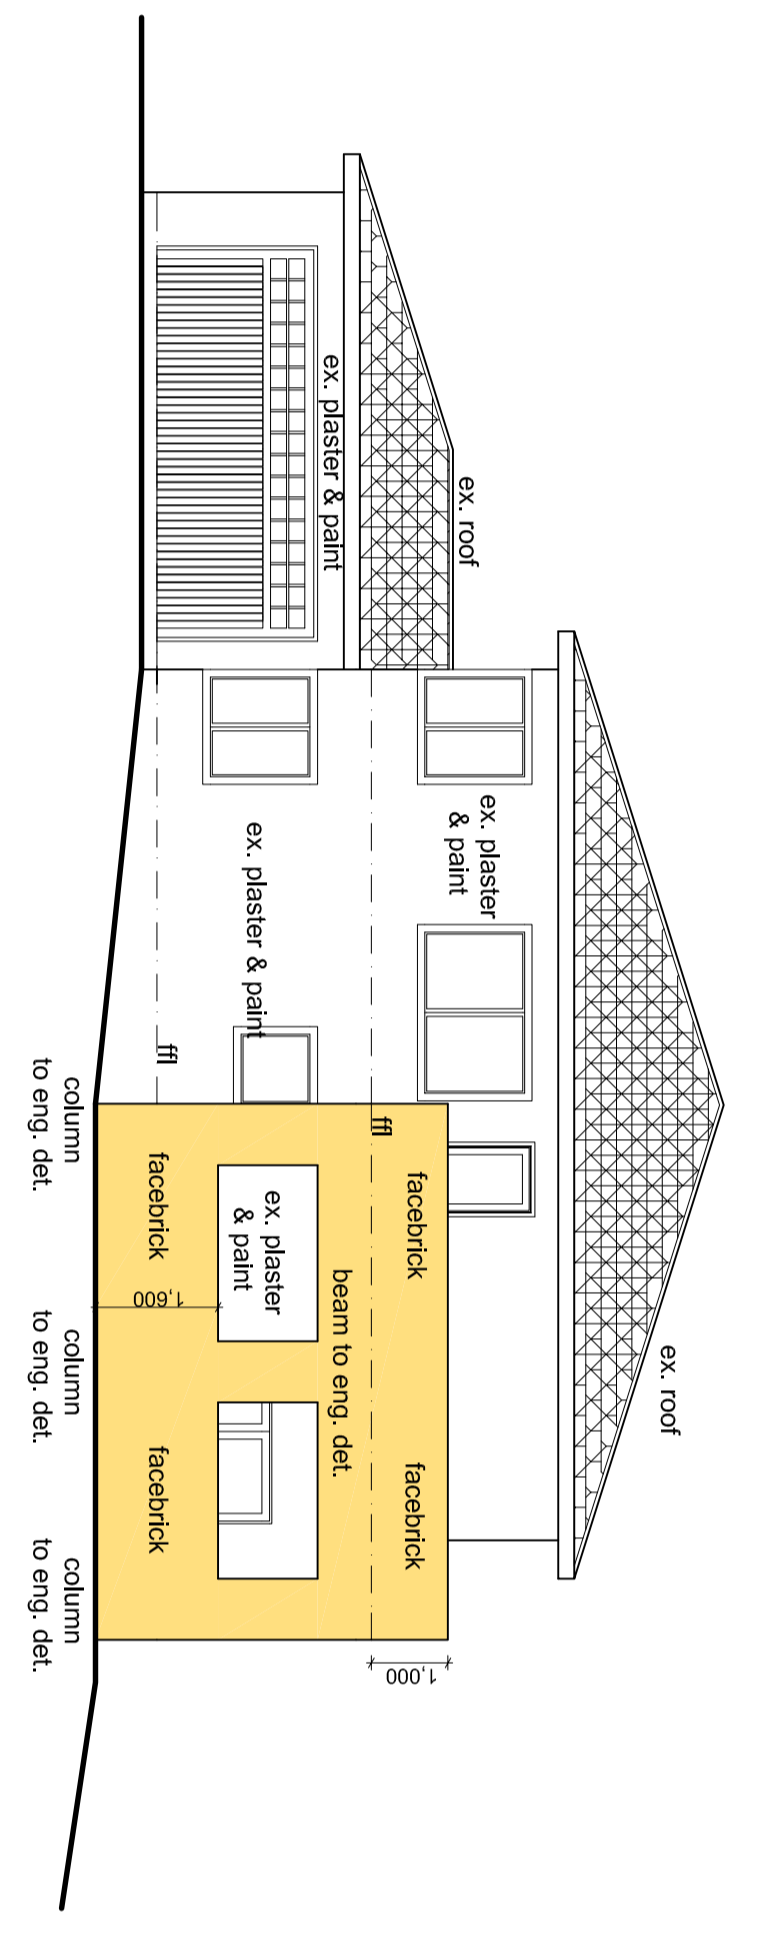 ex. roof
ex. plaster & paint
ex. roof
ex. plaster
& paint
ex. plaster & paint
ffl
ffl
facebrick
facebrick
beam to eng. det.
ex. plaster
& paint
facebrick
facebrick
1,600
1,000
column
to eng. det.
column
to eng. det.
column
to eng. det.